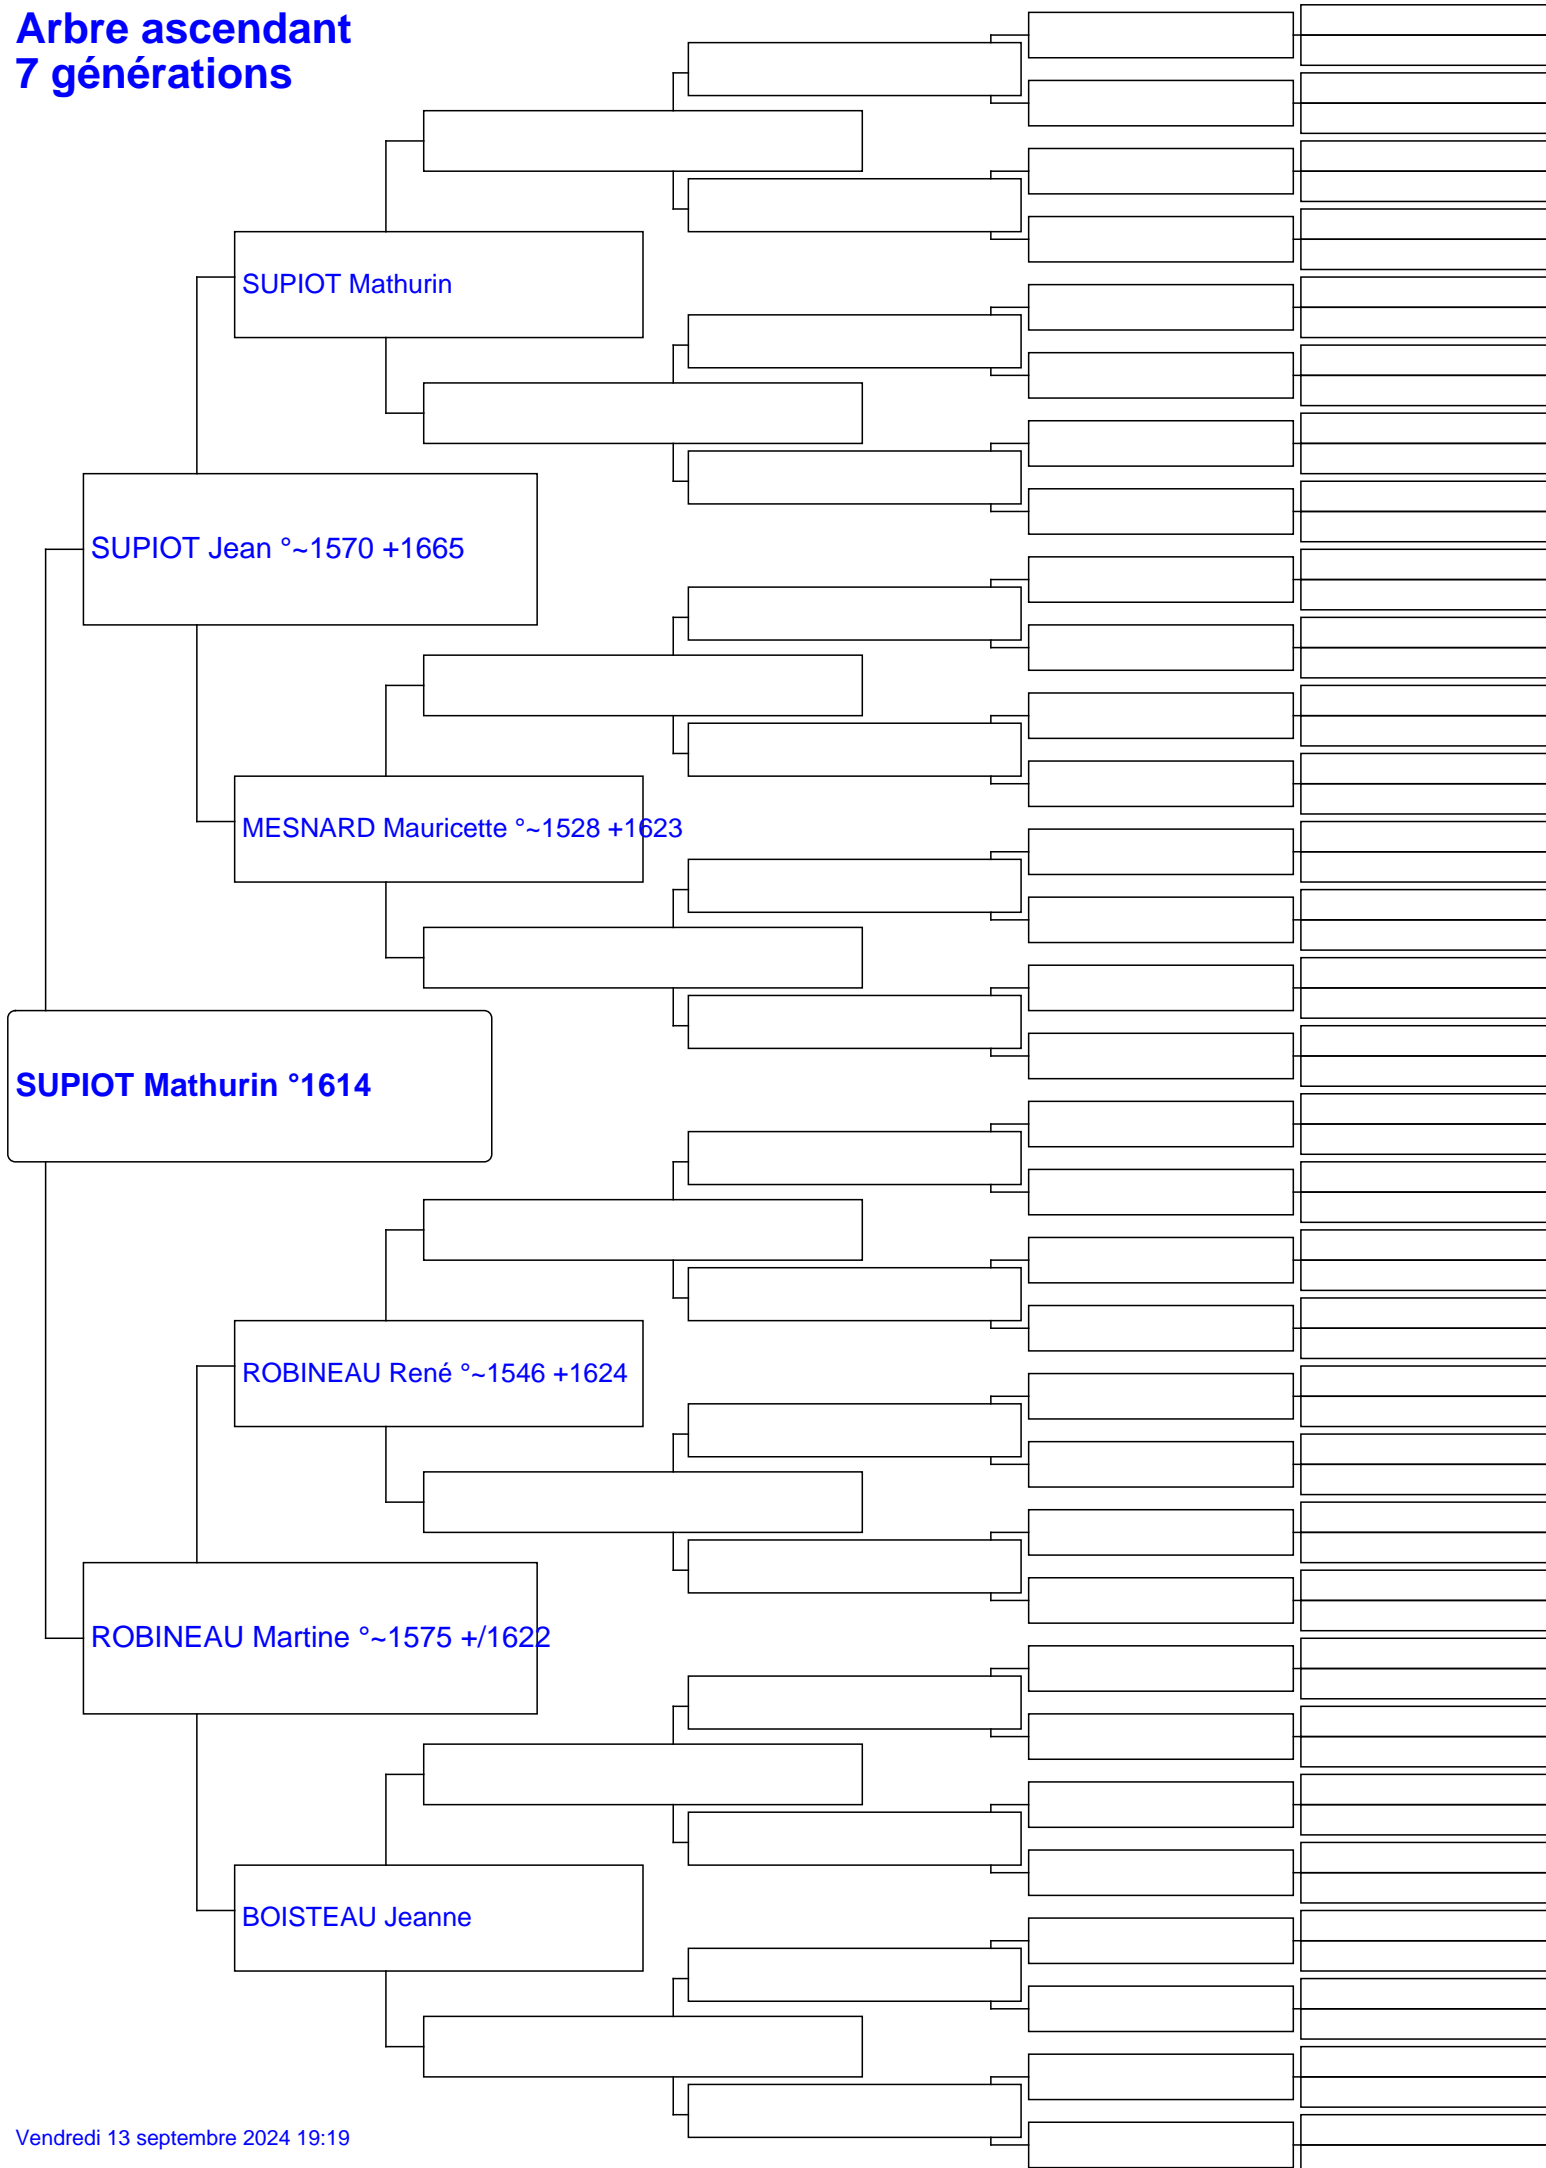 Arbre ascendant
7 générations
SUPIOT Mathurin
SUPIOT Jean °~1570 +1665
MESNARD Mauricette °~1528 +1623
SUPIOT Mathurin °1614
ROBINEAU René °~1546 +1624
ROBINEAU Martine °~1575 +/1622
BOISTEAU Jeanne
Vendredi 13 septembre 2024 19:19